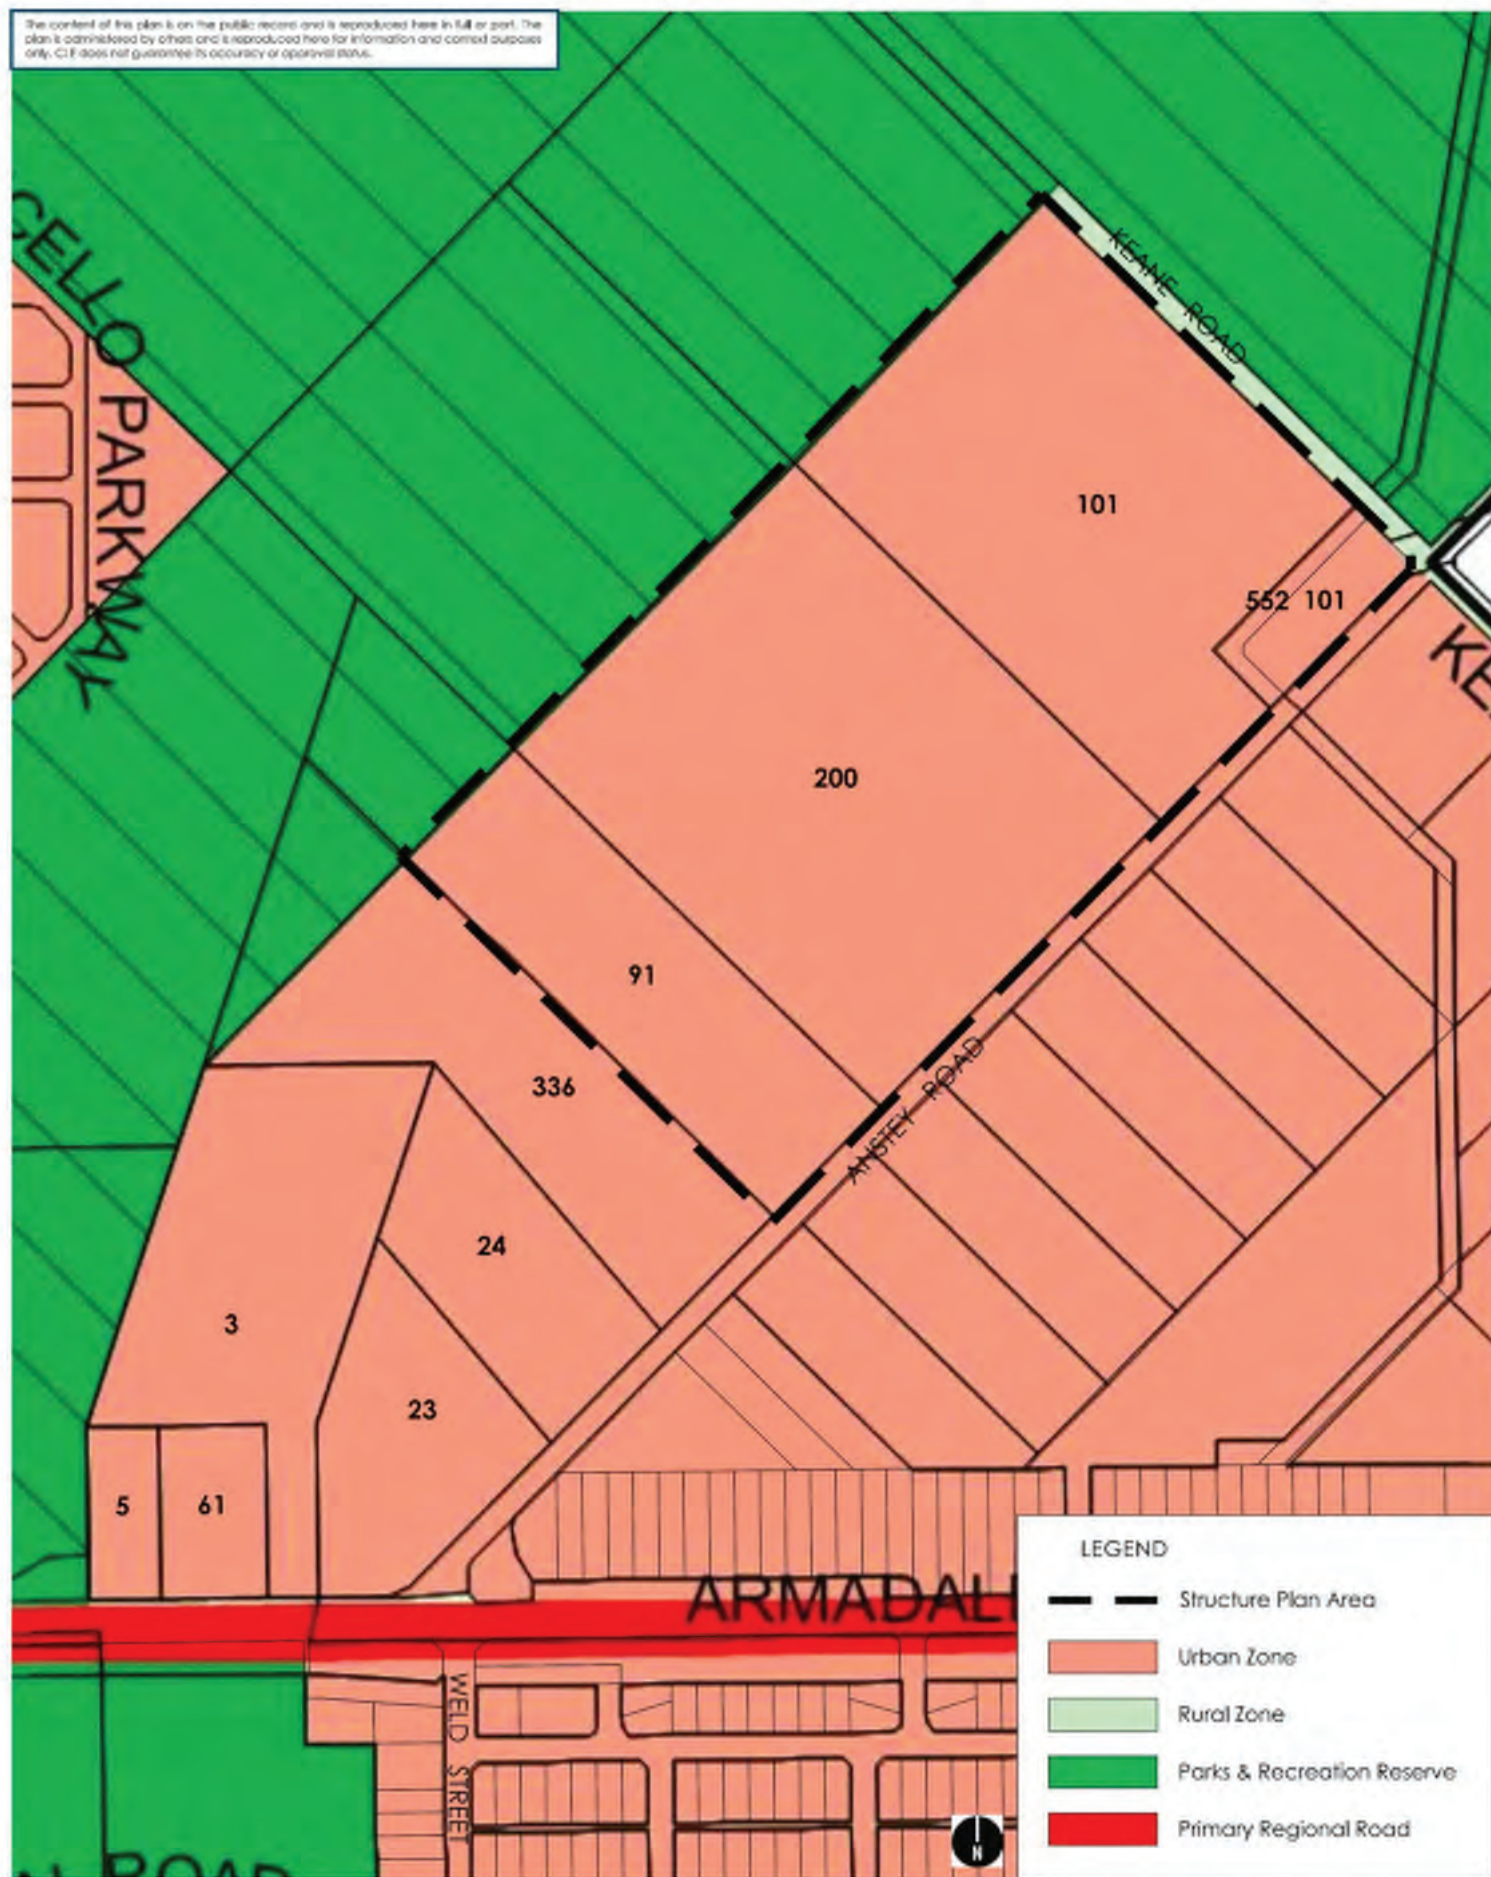 The content of this plan is on the public record and is reproduced here in full or part. The
plan is administered by others and is reproduced here for information and context purposes
only. CLE does not guarantee its accuracy or approval status.
CELLO PARKWAY
KEANE ROAD
101
552 101
KE
200
91
336
ANSTEY ROAD
24
3
23
5
61
ARMADAL
WELD STREET
ROAD
N
LEGEND
Structure Plan Area
Urban Zone
Rural Zone
Parks & Recreation Reserve
Primary Regional Road